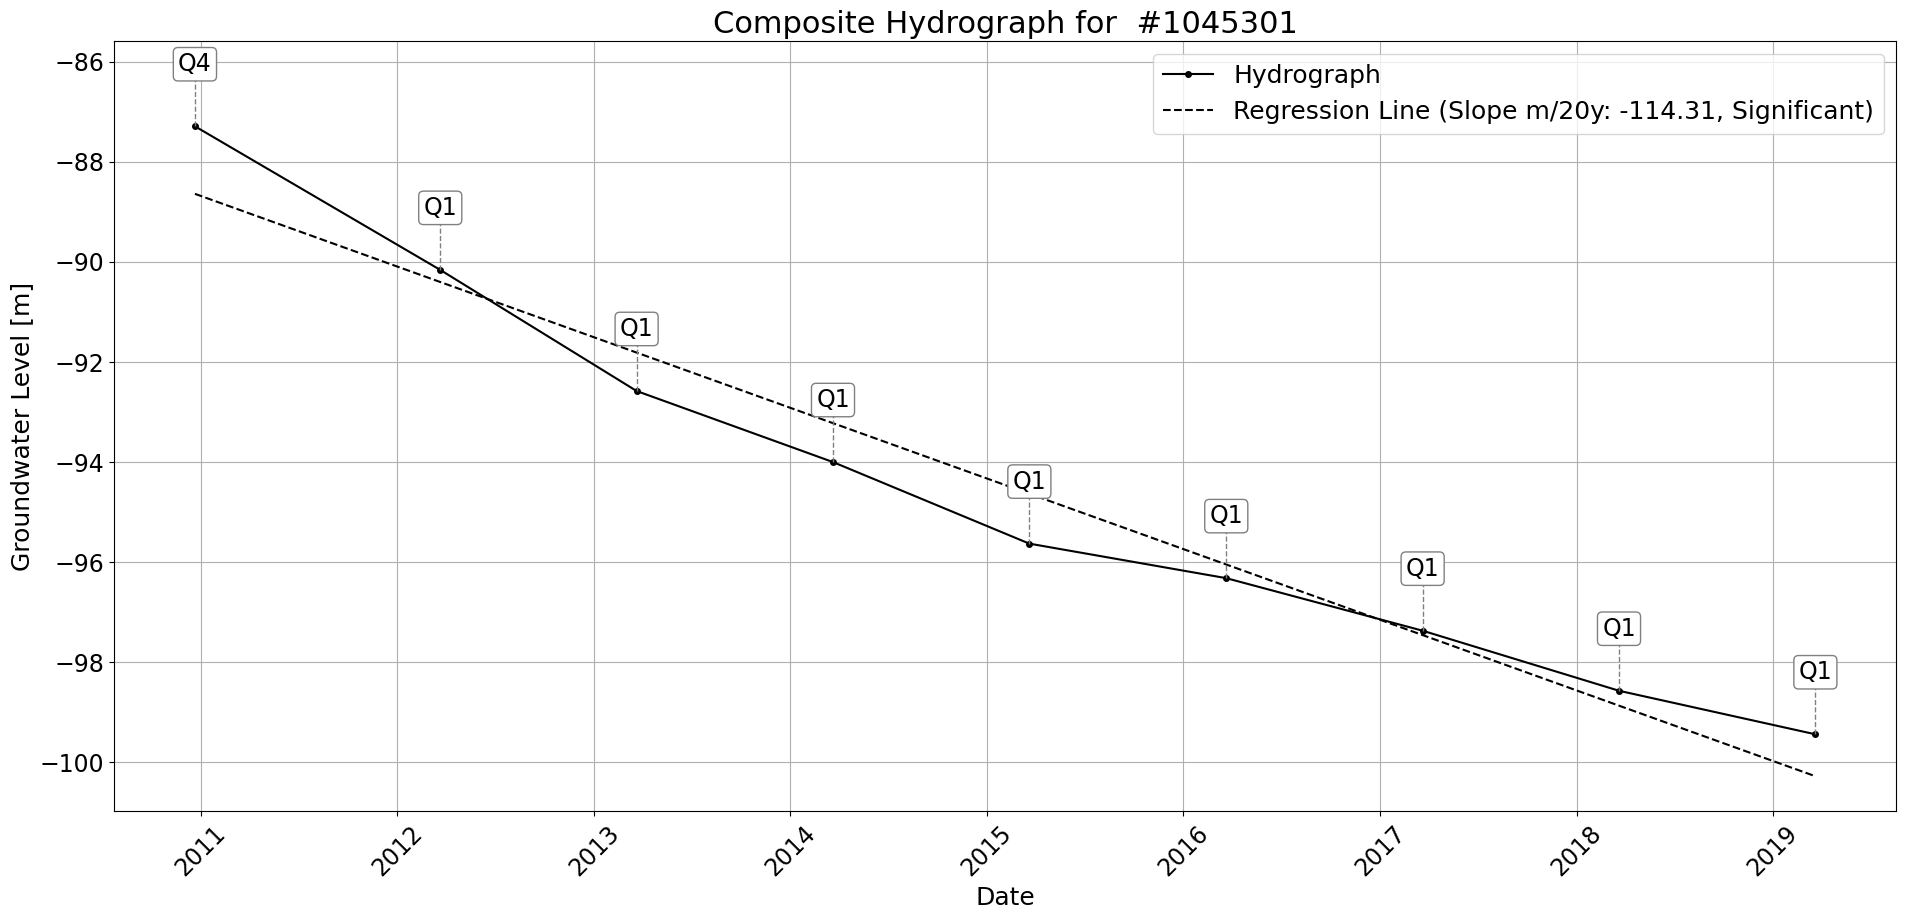 Composite Hydrograph for  #1045301
Hydrograph
Regression Line (Slope m/20y: -114.31, Significant)
Groundwater Level [m]
−86
−88
−90
−92
−94
−96
−98
−100
Q4
Q1
Q1
Q1
Q1
Q1
Q1
Q1
Q1
2011
2012
2013
2014
2015
2016
2017
2018
2019
Date